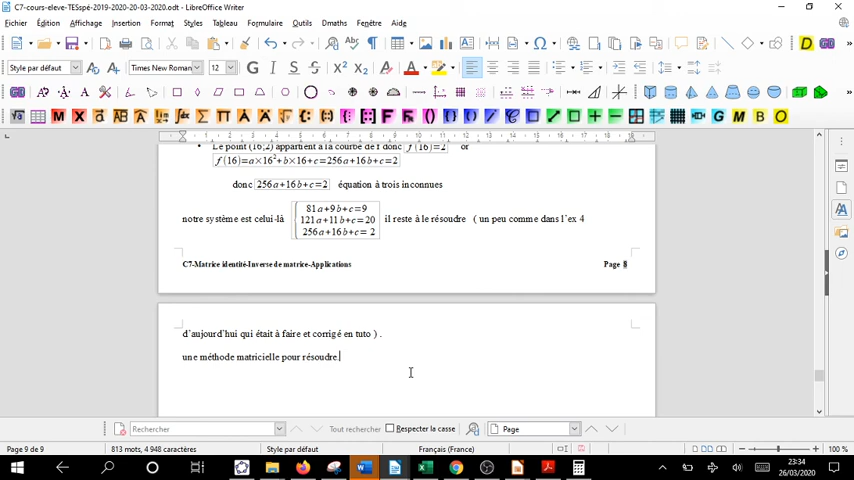 C7-cours-eleve-TESspé-2019-2020-20-03-2020.odt - LibreOffice Writer
Fichier Édition Affichage Insertion Format Styles Tableau Formulaire Outils Dmaths Fenêtre Aide
Style par défaut Times New Roman 12
• Le point (16;2) appartient à la courbe de f donc f(16)=2 or
f(16)=a×16²+b×16+c=256a+16b+c=2
donc 256a+16b+c=2 équation à trois inconnues
81a+9b+c=9
notre système est celui-là 121a+11b+c=20 il reste à le résoudre ( un peu comme dans l'ex 4
256a+16b+c= 2
C7-Matrice identité-Inverse de matrice-Applications Page 8
d'aujourd'hui qui était à faire et corrigé en tuto ) .
une méthode matricielle pour résoudre.
Rechercher Tout rechercher Respecter la casse Page
Page 9 de 9 813 mots, 4 948 caractères Style par défaut Français (France) 100 %
23:34
26/03/2020